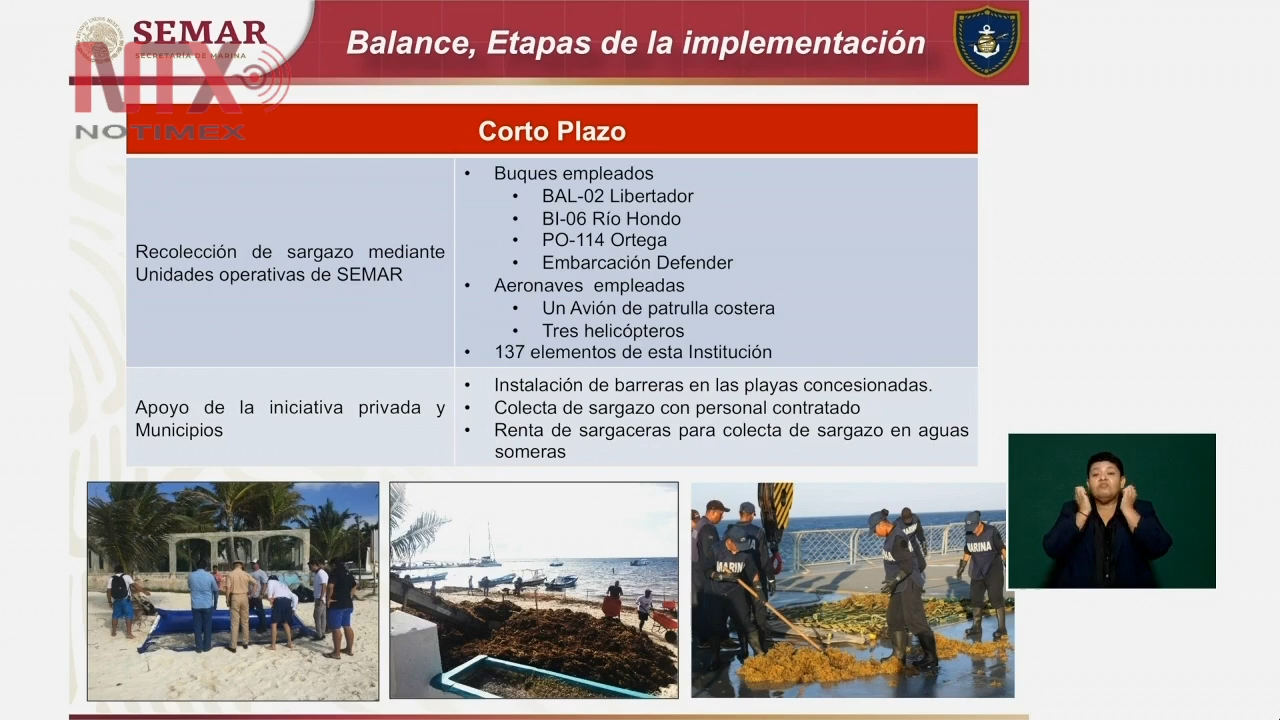 SEMAR
SECRETARÍA DE MARINA
NTX
NOTIMEX
Balance, Etapas de la implementación
Corto Plazo
Recolección de sargazo mediante
Unidades operativas de SEMAR
• Buques empleados
• BAL-02 Libertador
• BI-06 Río Hondo
• PO-114 Ortega
• Embarcación Defender
• Aeronaves empleadas
• Un Avión de patrulla costera
• Tres helicópteros
• 137 elementos de esta Institución
Apoyo de la iniciativa privada y
Municipios
• Instalación de barreras en las playas concesionadas.
• Colecta de sargazo con personal contratado
• Renta de sargaceras para colecta de sargazo en aguas
someras
MARINA
MARINA
MARINA